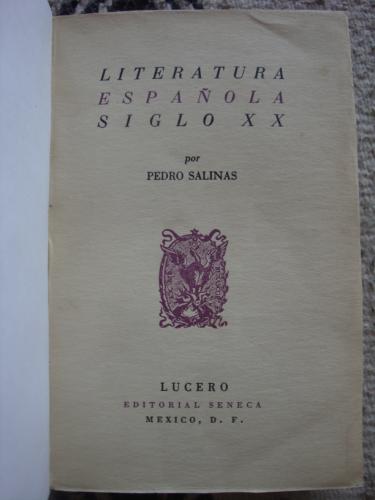 LITERATURA
ESPAÑOLA
SIGLO XX
por
PEDRO SALINAS
LUCERO
EDITORIAL SENECA
MEXICO, D. F.